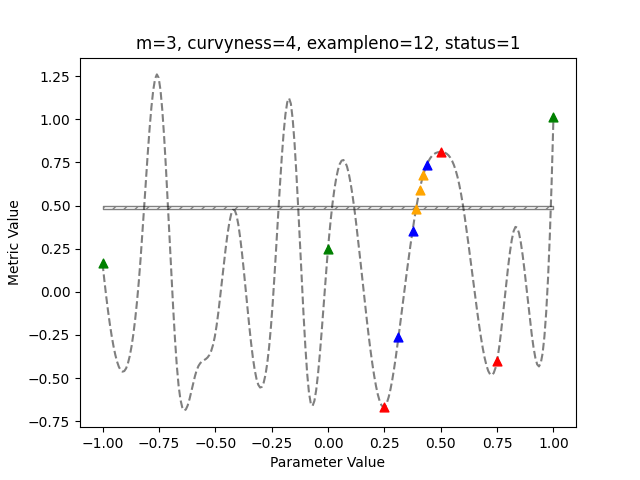 m=3, curvyness=4, exampleno=12, status=1
1.25
1.00
0.75
0.50
0.25
0.00
−0.25
−0.50
−0.75
Metric Value
−1.00 −0.75 −0.50 −0.25 0.00 0.25 0.50 0.75 1.00
Parameter Value